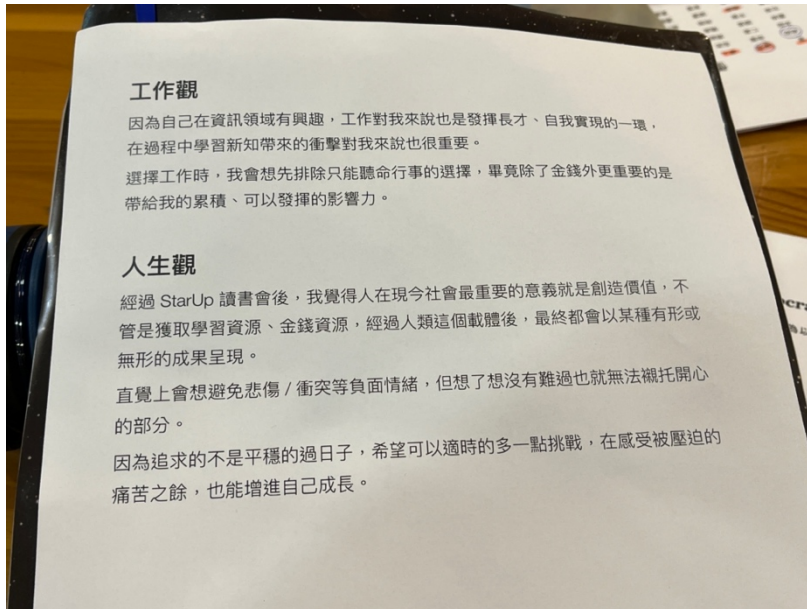 工作觀
因為自己在資訊領域有興趣，工作對我來說也是發揮長才、自我實現的一環，
在過程中學習新知帶來的衝擊對我來說也很重要。
選擇工作時，我會想先排除只能聽命行事的選擇，畢竟除了金錢外更重要的是
帶給我的累積、可以發揮的影響力。
人生觀
經過 StarUp 讀書會後，我覺得人在現今社會最重要的意義就是創造價值，不
管是獲取學習資源、金錢資源，經過人類這個載體後，最終都會以某種有形或
無形的成果呈現。
直覺上會想避免悲傷 / 衝突等負面情緒，但想了想沒有難過也就無法襯托開心
的部分。
因為追求的不是平穩的過日子，希望可以適時的多一點挑戰，在感受被壓迫的
痛苦之餘，也能增進自己成長。